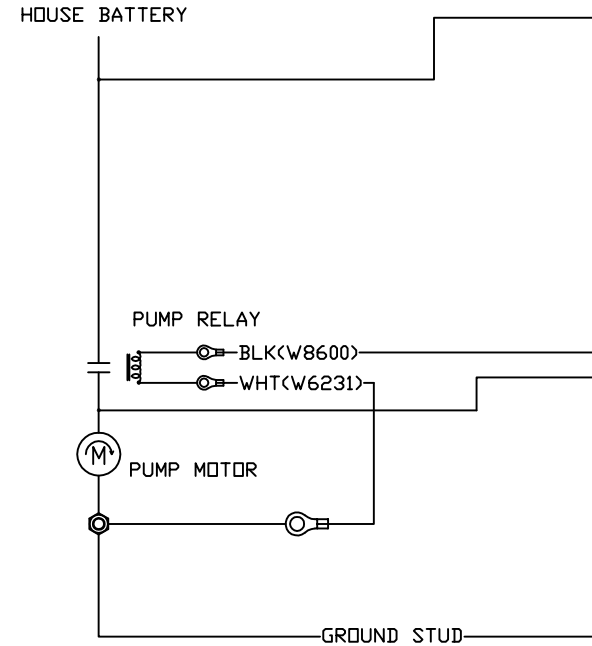 HOUSE BATTERY
PUMP RELAY
BLK(W8600)
WHT(W6231)
M
PUMP MOTOR
GROUND STUD